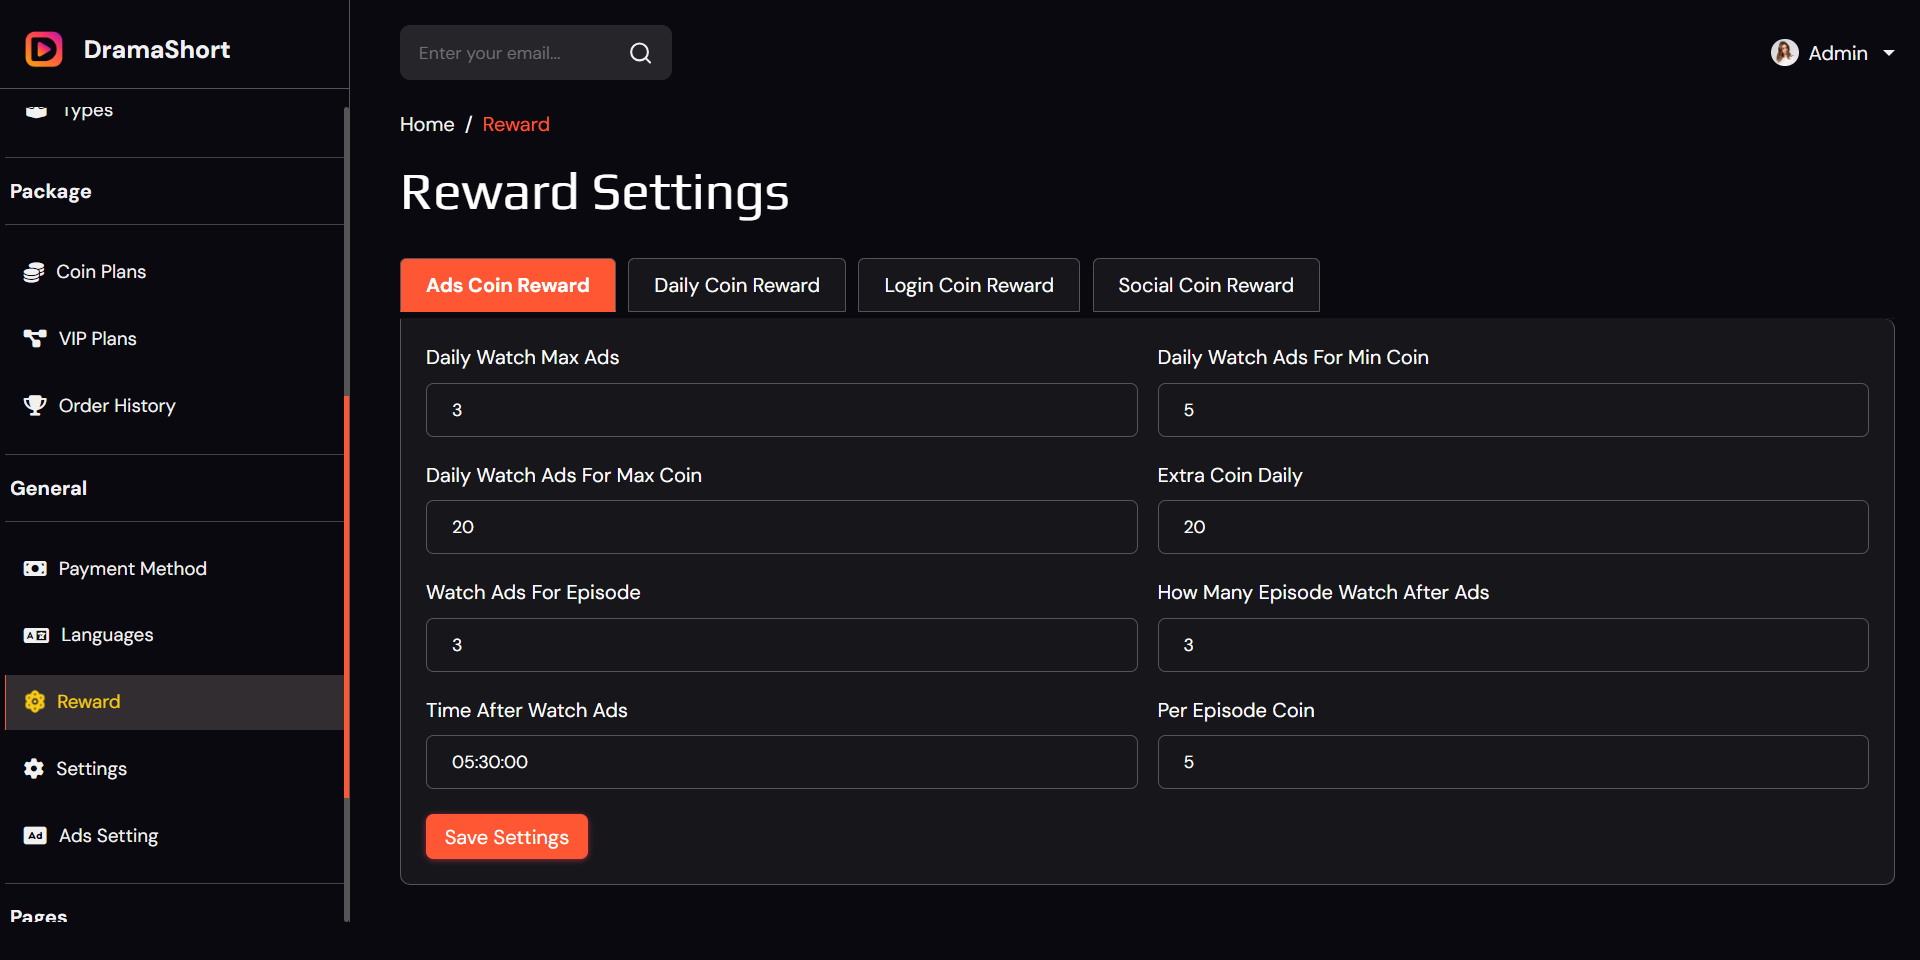 DramaShort
Types
Package
Coin Plans
VIP Plans
Order History
General
Payment Method
Languages
Reward
Settings
Ad Ads Setting
Pages
Enter your email...
Admin
Home / Reward
Reward Settings
Ads Coin Reward Daily Coin Reward Login Coin Reward Social Coin Reward
Daily Watch Max Ads
3
Daily Watch Ads For Min Coin
5
Daily Watch Ads For Max Coin
20
Extra Coin Daily
20
Watch Ads For Episode
3
How Many Episode Watch After Ads
3
Time After Watch Ads
05:30:00
Per Episode Coin
5
Save Settings